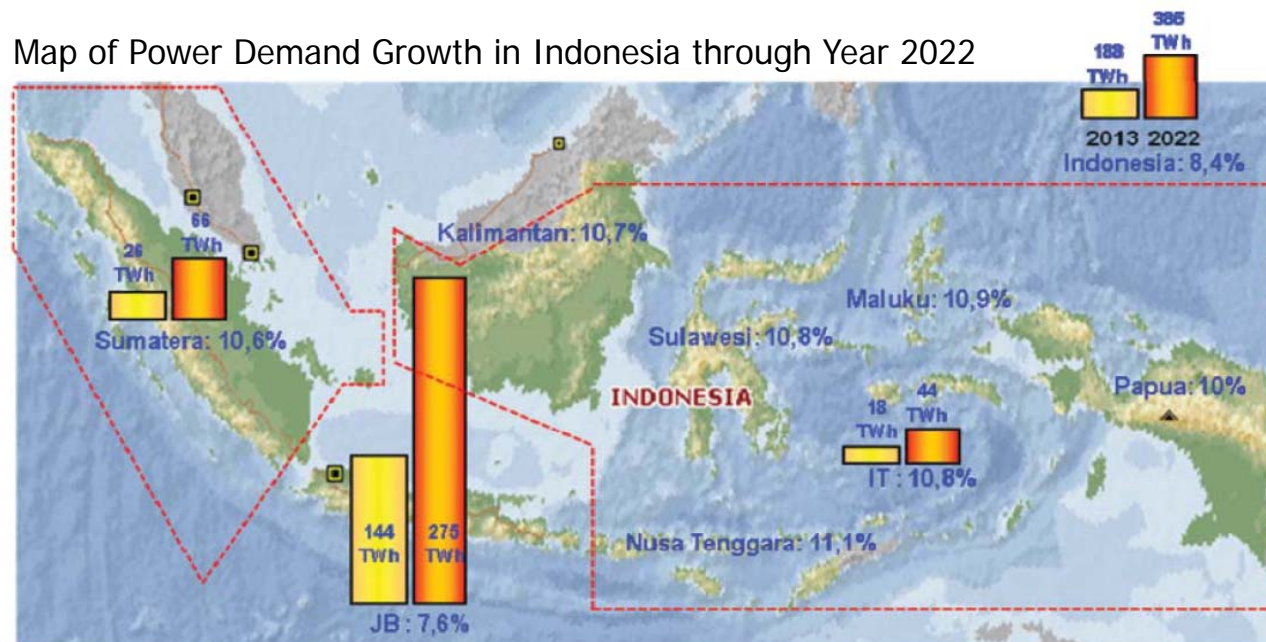 Map of Power Demand Growth in Indonesia through Year 2022
385
TWh
188
TWh
2013 2022
Indonesia: 8,4%
Kalimantan: 10,7%
66
TWh
26
TWh
Sumatera: 10,6%
Maluku: 10,9%
Sulawesi: 10,8%
INDONESIA
Papua: 10%
44
TWh
18
TWh
IT : 10,8%
144
TWh
275
TWh
Nusa Tenggara: 11,1%
JB : 7,6%